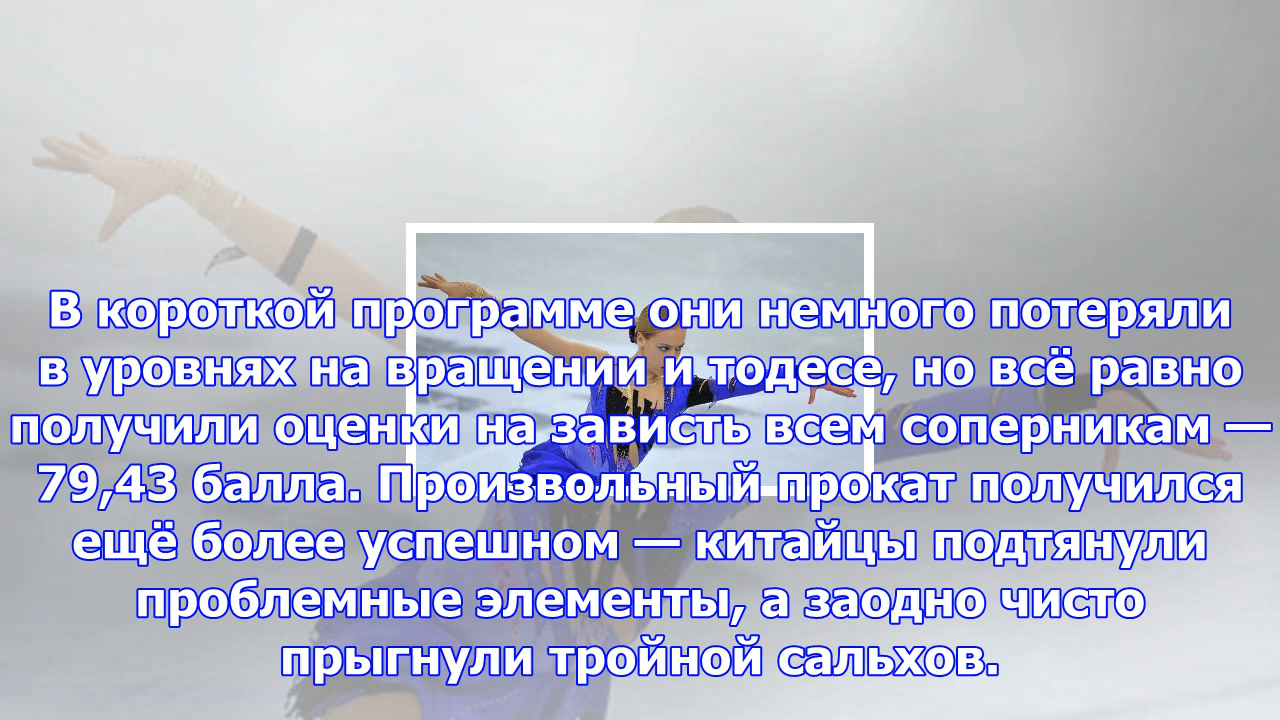 В короткой программе они немного потеряли
в уровнях на вращении и тодесе, но всё равно
получили оценки на зависть всем соперникам —
79,43 балла. Произвольный прокат получился
ещё более успешном — китайцы подтянули
проблемные элементы, а заодно чисто
прыгнули тройной сальхов.